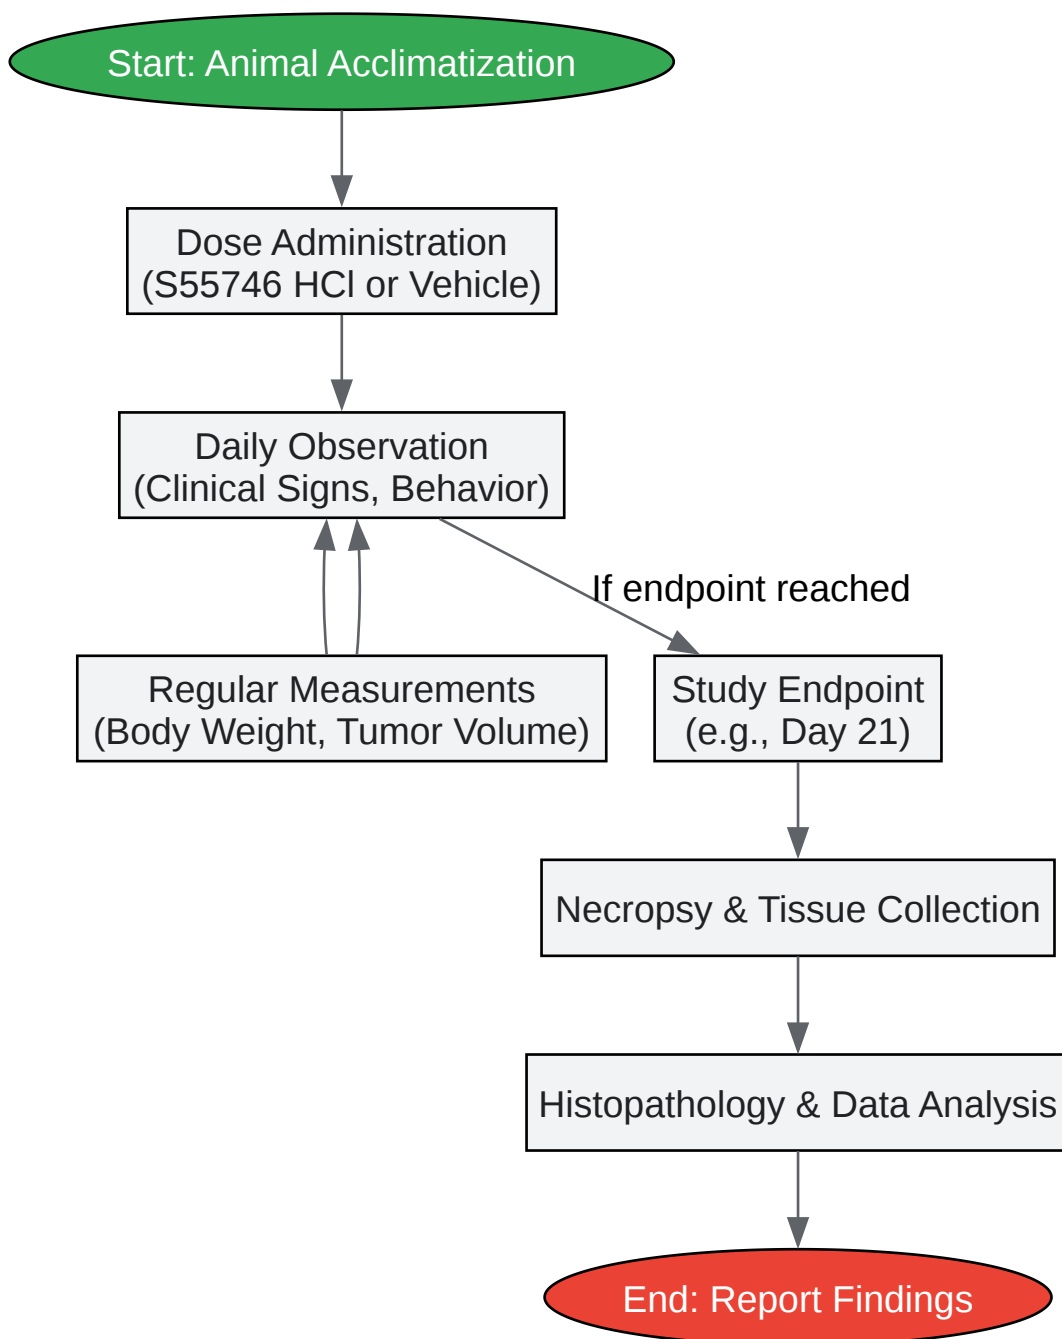 Start: Animal Acclimatization
Dose Administration
(S55746 HCl or Vehicle)
Daily Observation
(Clinical Signs, Behavior)
If endpoint reached
Regular Measurements
(Body Weight, Tumor Volume)
Study Endpoint
(e.g., Day 21)
Necropsy & Tissue Collection
Histopathology & Data Analysis
End: Report Findings